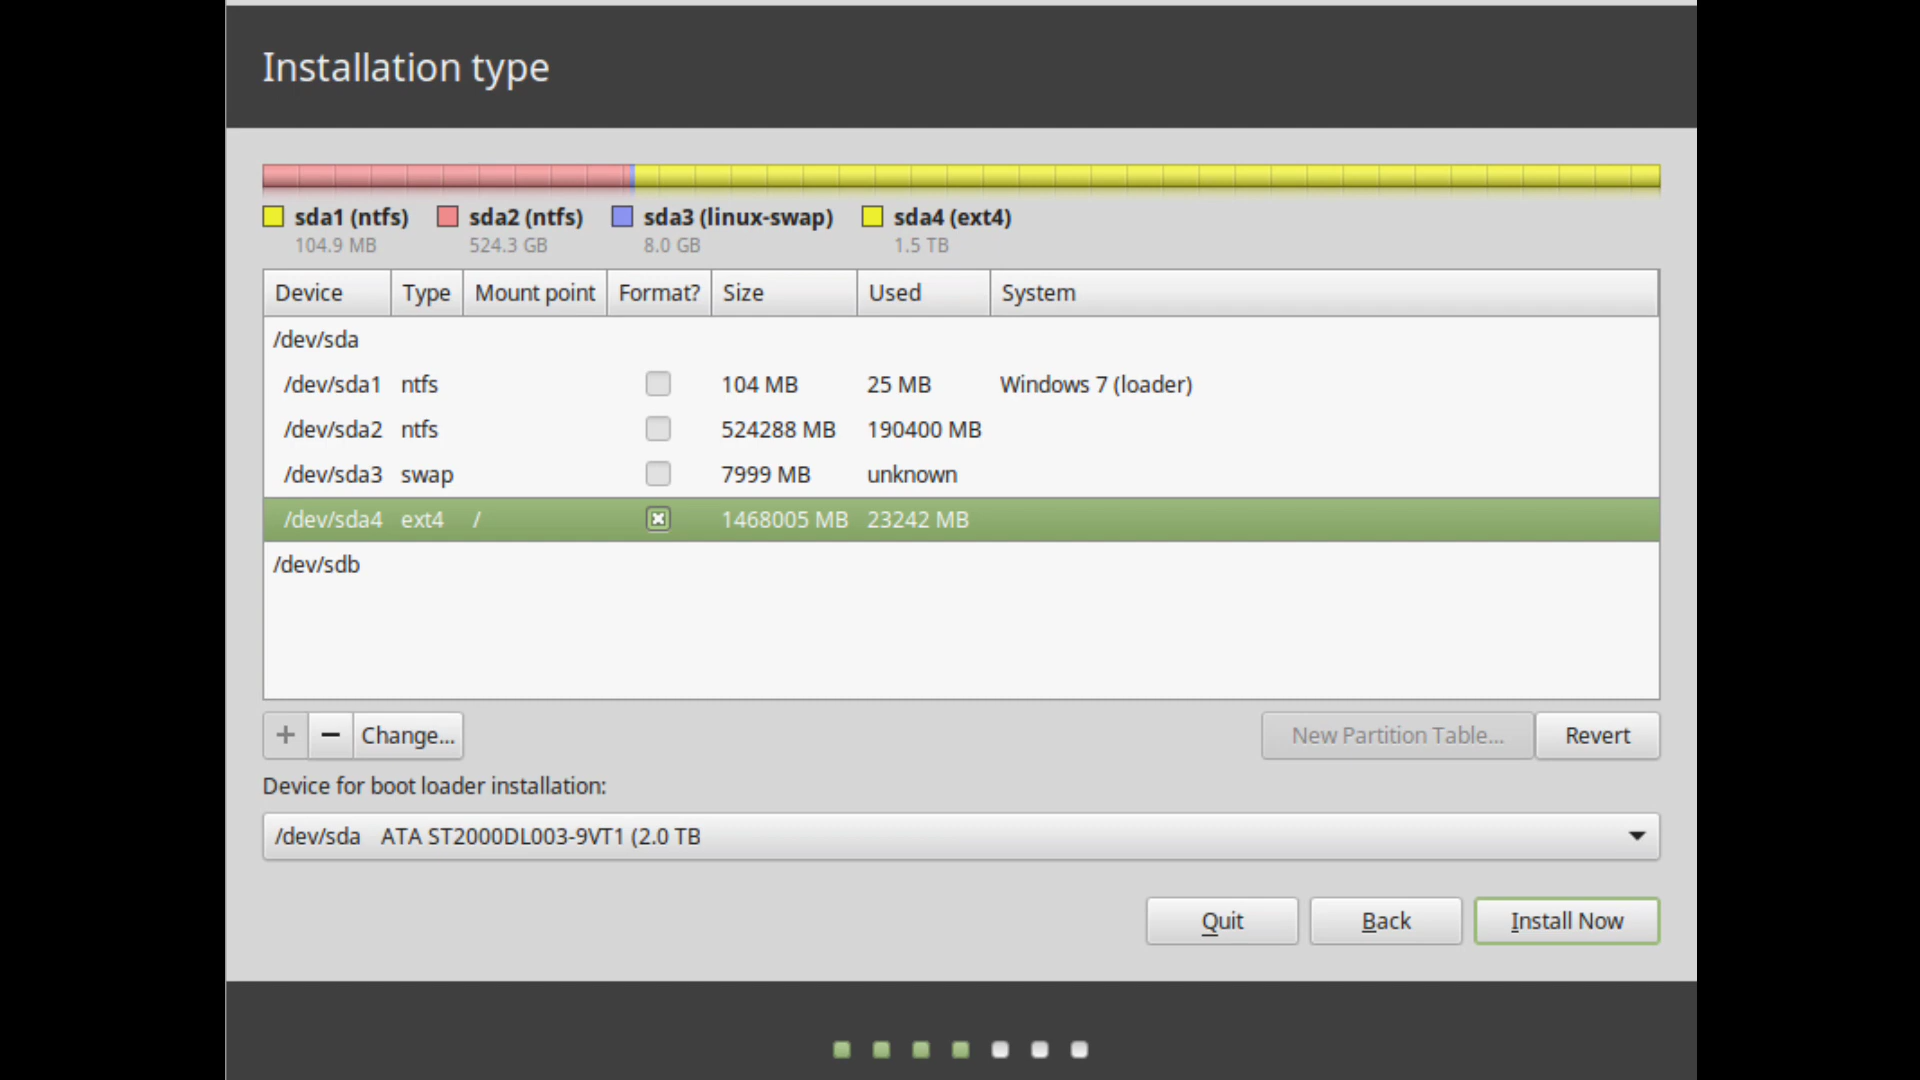 Installation type
sda1 (ntfs) sda2 (ntfs) sda3 (linux-swap) sda4 (ext4)
104.9 MB 524.3 GB 8.0 GB 1.5 TB
Device Type Mount point Format? Size Used System
/dev/sda
/dev/sda1 ntfs 104 MB 25 MB Windows 7 (loader)
/dev/sda2 ntfs 524288 MB 190400 MB
/dev/sda3 swap 7999 MB unknown
/dev/sda4 ext4 / 1468005 MB 23242 MB
/dev/sdb
+ − Change... New Partition Table... Revert
Device for boot loader installation:
/dev/sda ATA ST2000DL003-9VT1 (2.0 TB
Quit Back Install Now